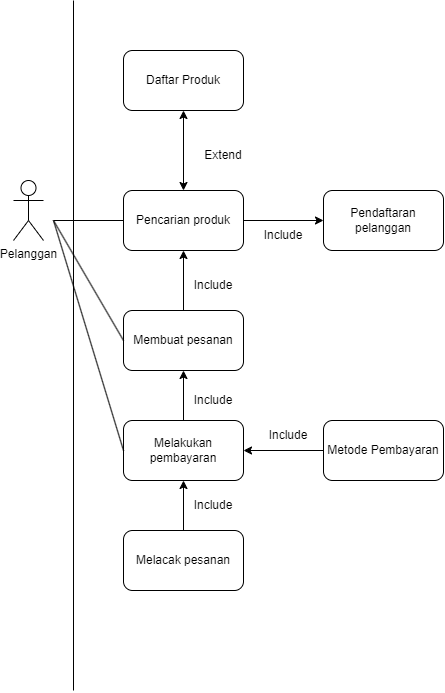 Daftar Produk
Extend
Pelanggan
Pencarian produk
Include
Pendaftaran
pelanggan
Include
Membuat pesanan
Include
Melakukan
pembayaran
Include
Metode Pembayaran
Include
Melacak pesanan